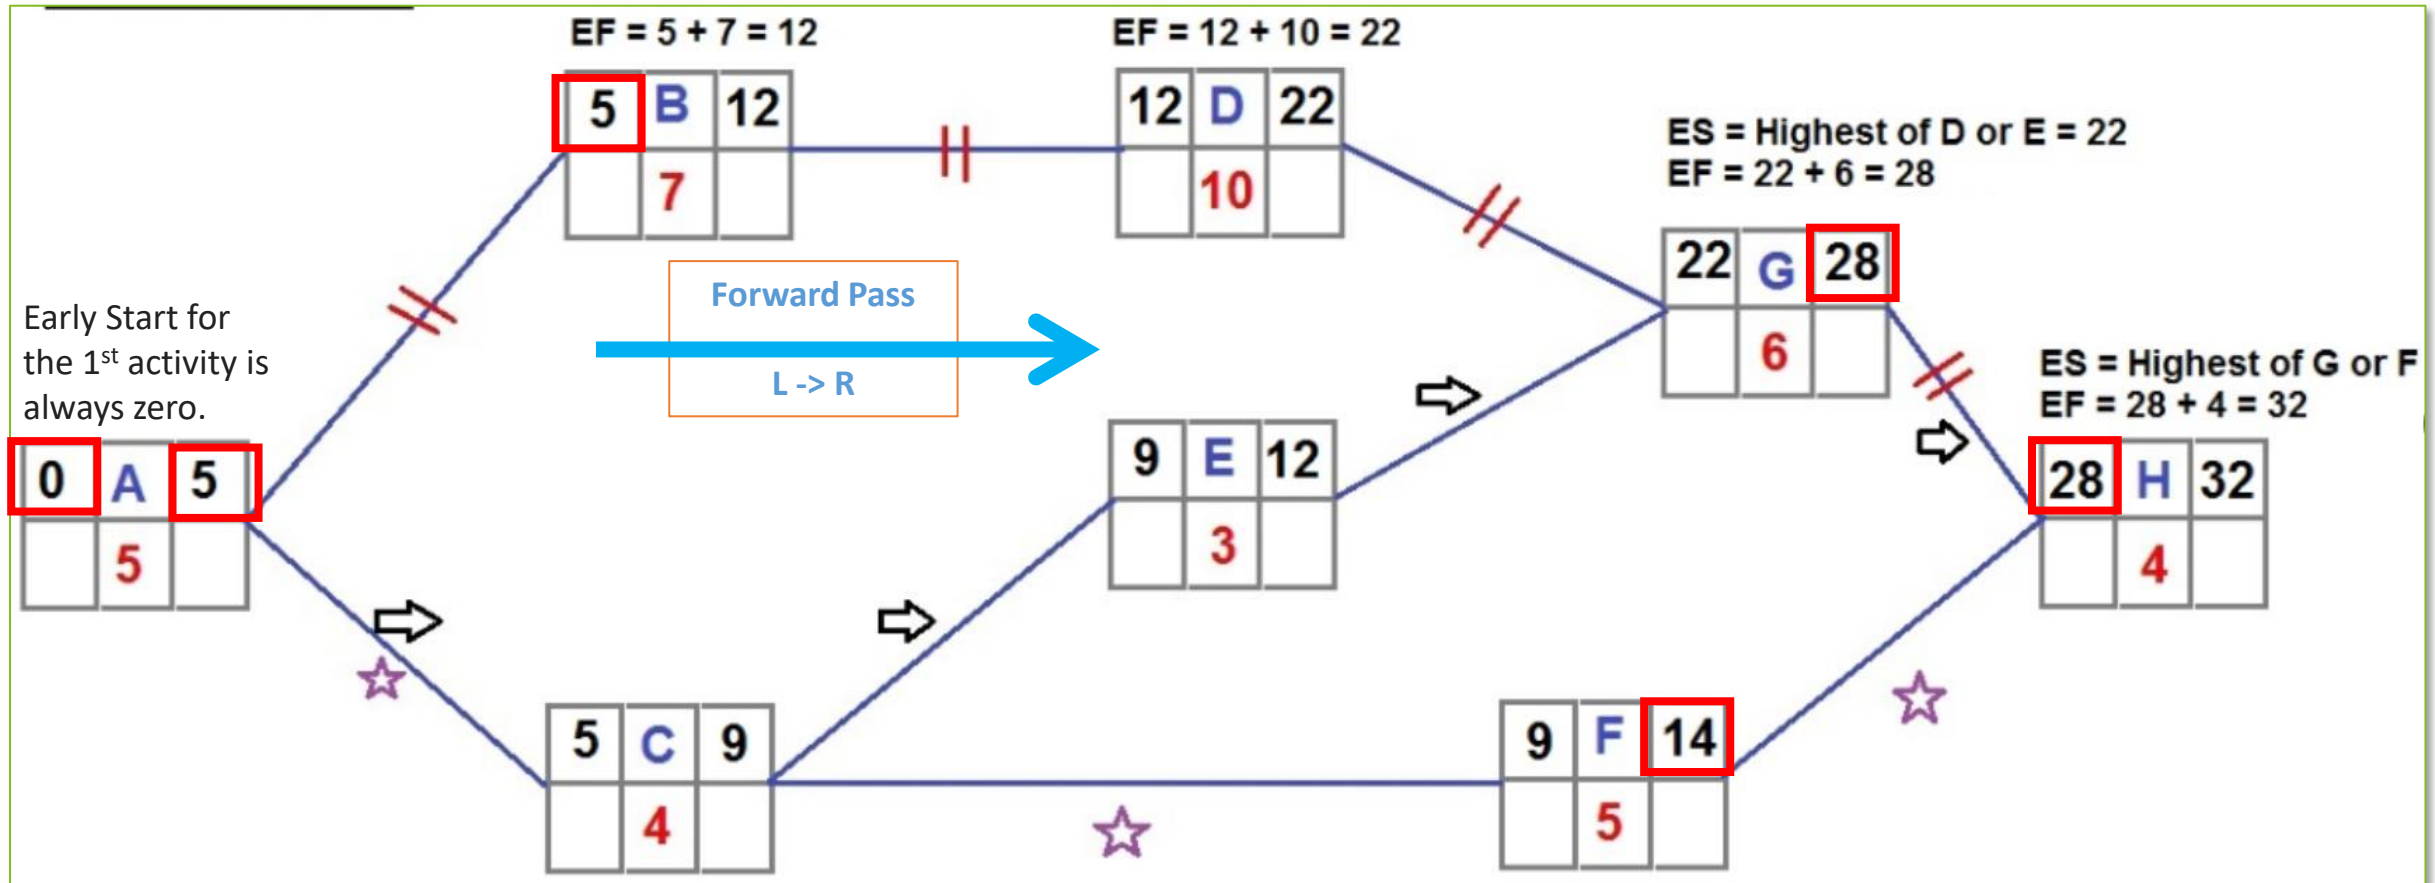 EF = 5 + 7 = 12
EF = 12 + 10 = 22
5 B 12
7
12 D 22
10
ES = Highest of D or E = 22
EF = 22 + 6 = 28
22 G 28
6
Forward Pass
L -> R
Early Start for
the 1st activity is
always zero.
ES = Highest of G or F
EF = 28 + 4 = 32
0 A 5
5
9 E 12
3
28 H 32
4
5 C 9
4
9 F 14
5